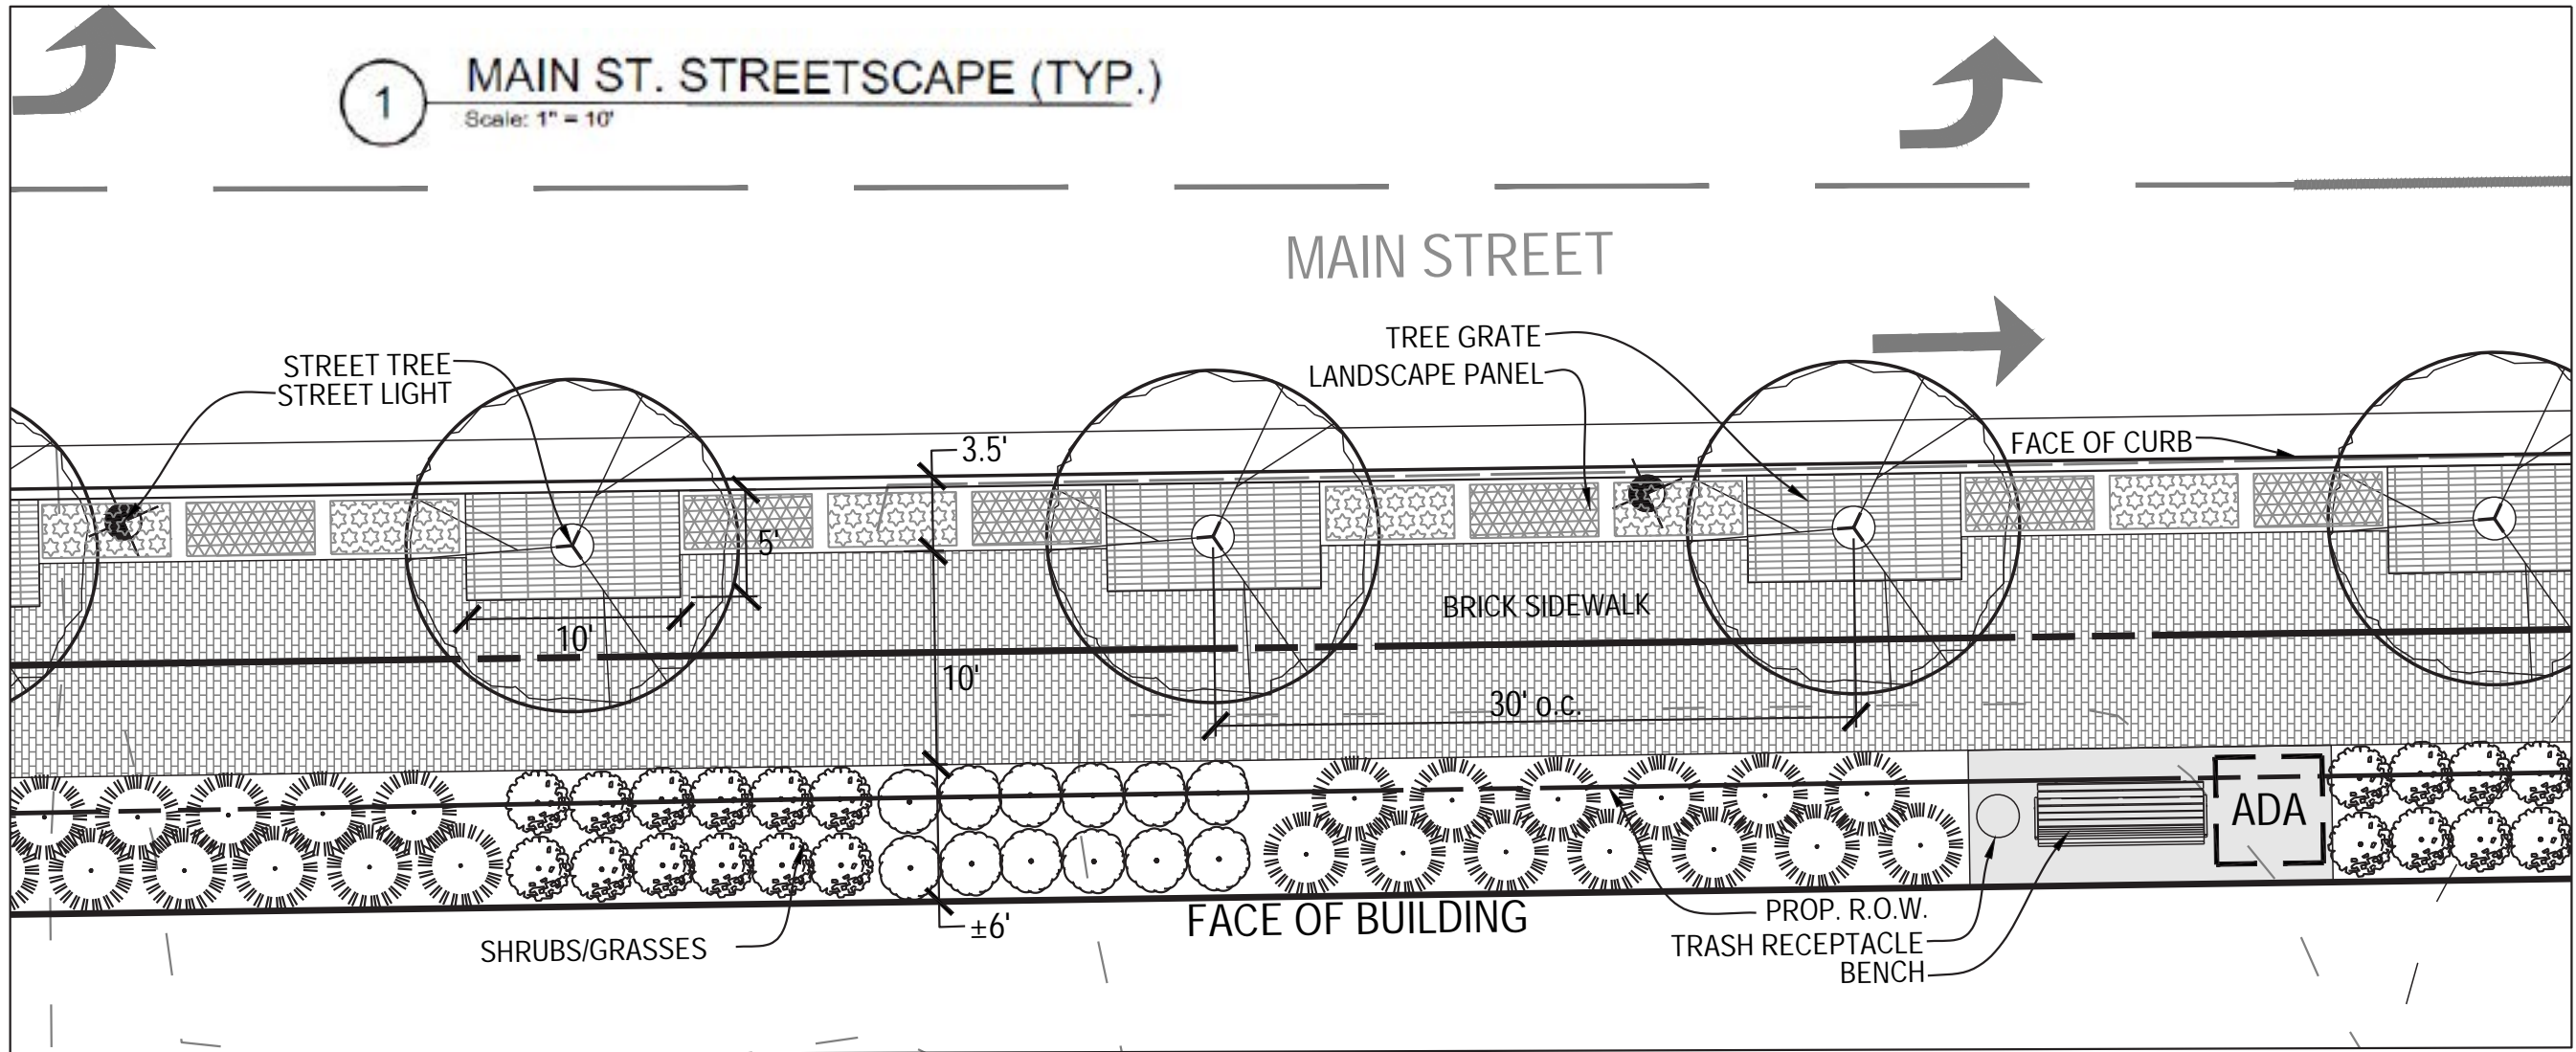 1
MAIN ST. STREETSCAPE (TYP.)
Scale: 1" = 10'
MAIN STREET
STREET TREE
STREET LIGHT
TREE GRATE
LANDSCAPE PANEL
FACE OF CURB
3.5'
5'
10'
BRICK SIDEWALK
10'
30' o.c.
ADA
±6'
FACE OF BUILDING
SHRUBS/GRASSES
PROP. R.O.W.
TRASH RECEPTACLE
BENCH